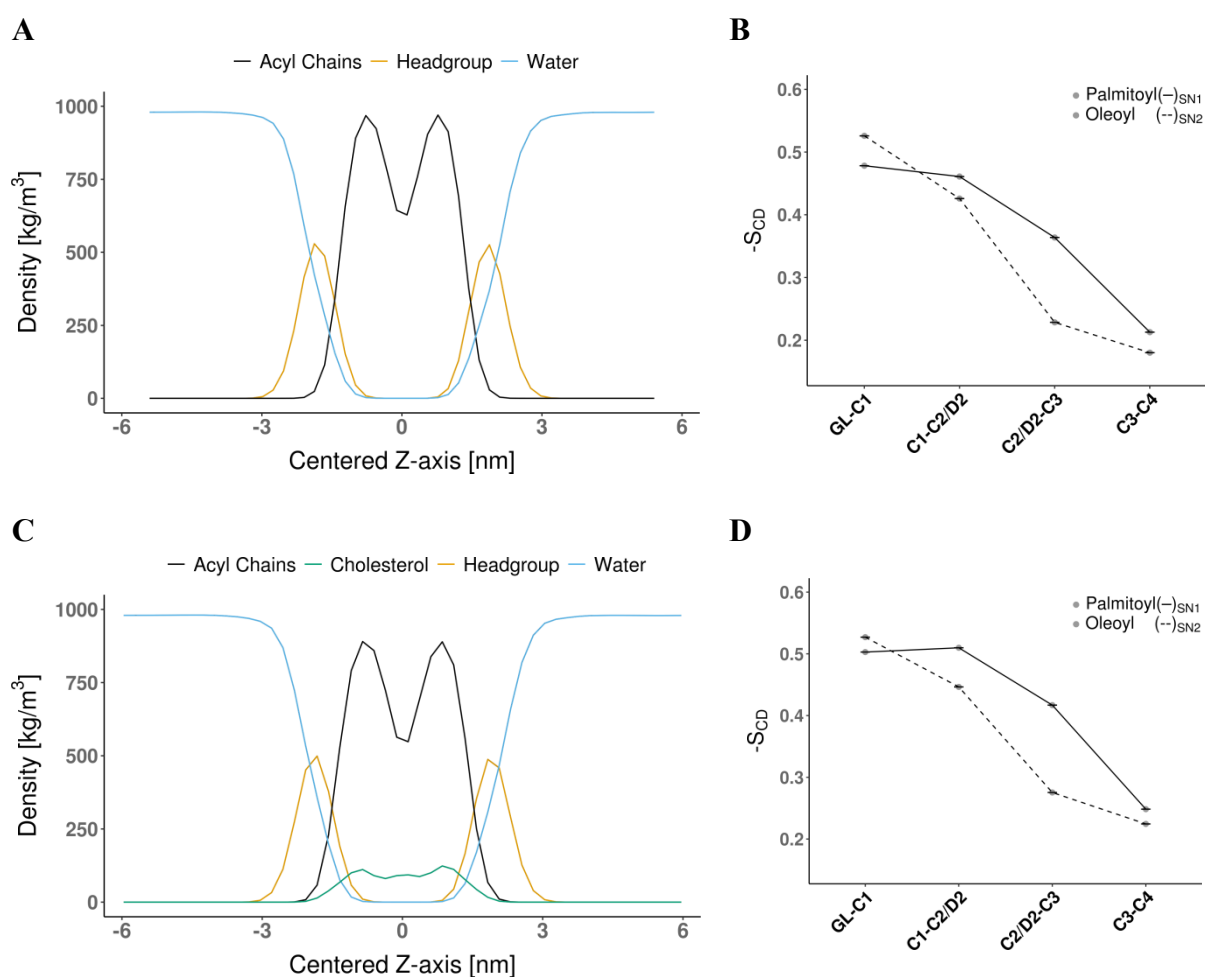 A
B
— Acyl Chains — Headgroup — Water
Density [kg/m³]
1000
750
500
250
0
-6
-3
0
3
6
Centered Z-axis [nm]
Palmitoyl(–)SN1
Oleoyl (--)SN2
-SCD
0.6
0.5
0.4
0.3
0.2
GL-C1
C1-C2/D2
C2/D2-C3
C3-C4
C
D
— Acyl Chains — Cholesterol — Headgroup — Water
Density [kg/m³]
1000
750
500
250
0
-6
-3
0
3
6
Centered Z-axis [nm]
Palmitoyl(–)SN1
Oleoyl (--)SN2
-SCD
0.6
0.5
0.4
0.3
0.2
GL-C1
C1-C2/D2
C2/D2-C3
C3-C4